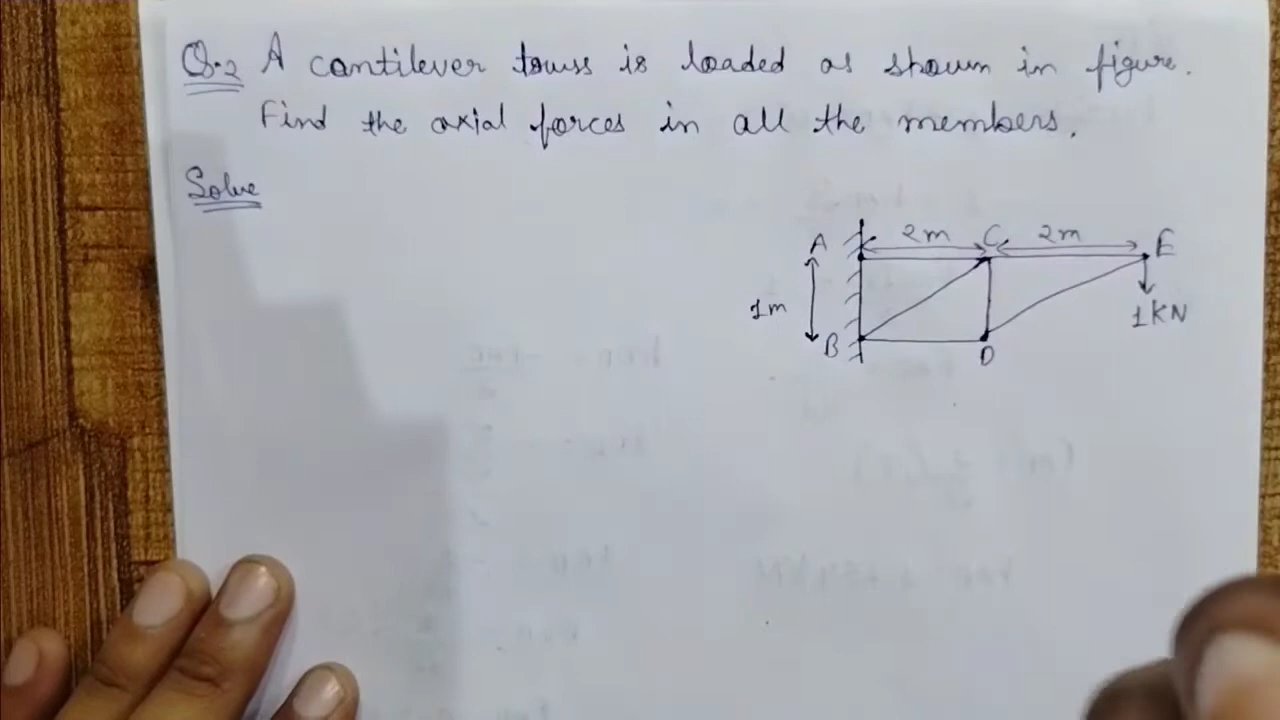 Q.2 A cantilever truss is loaded as shown in figure.
Find the axial forces in all the members.
Solve
A 2m C 2m E
1m
1KN
B D